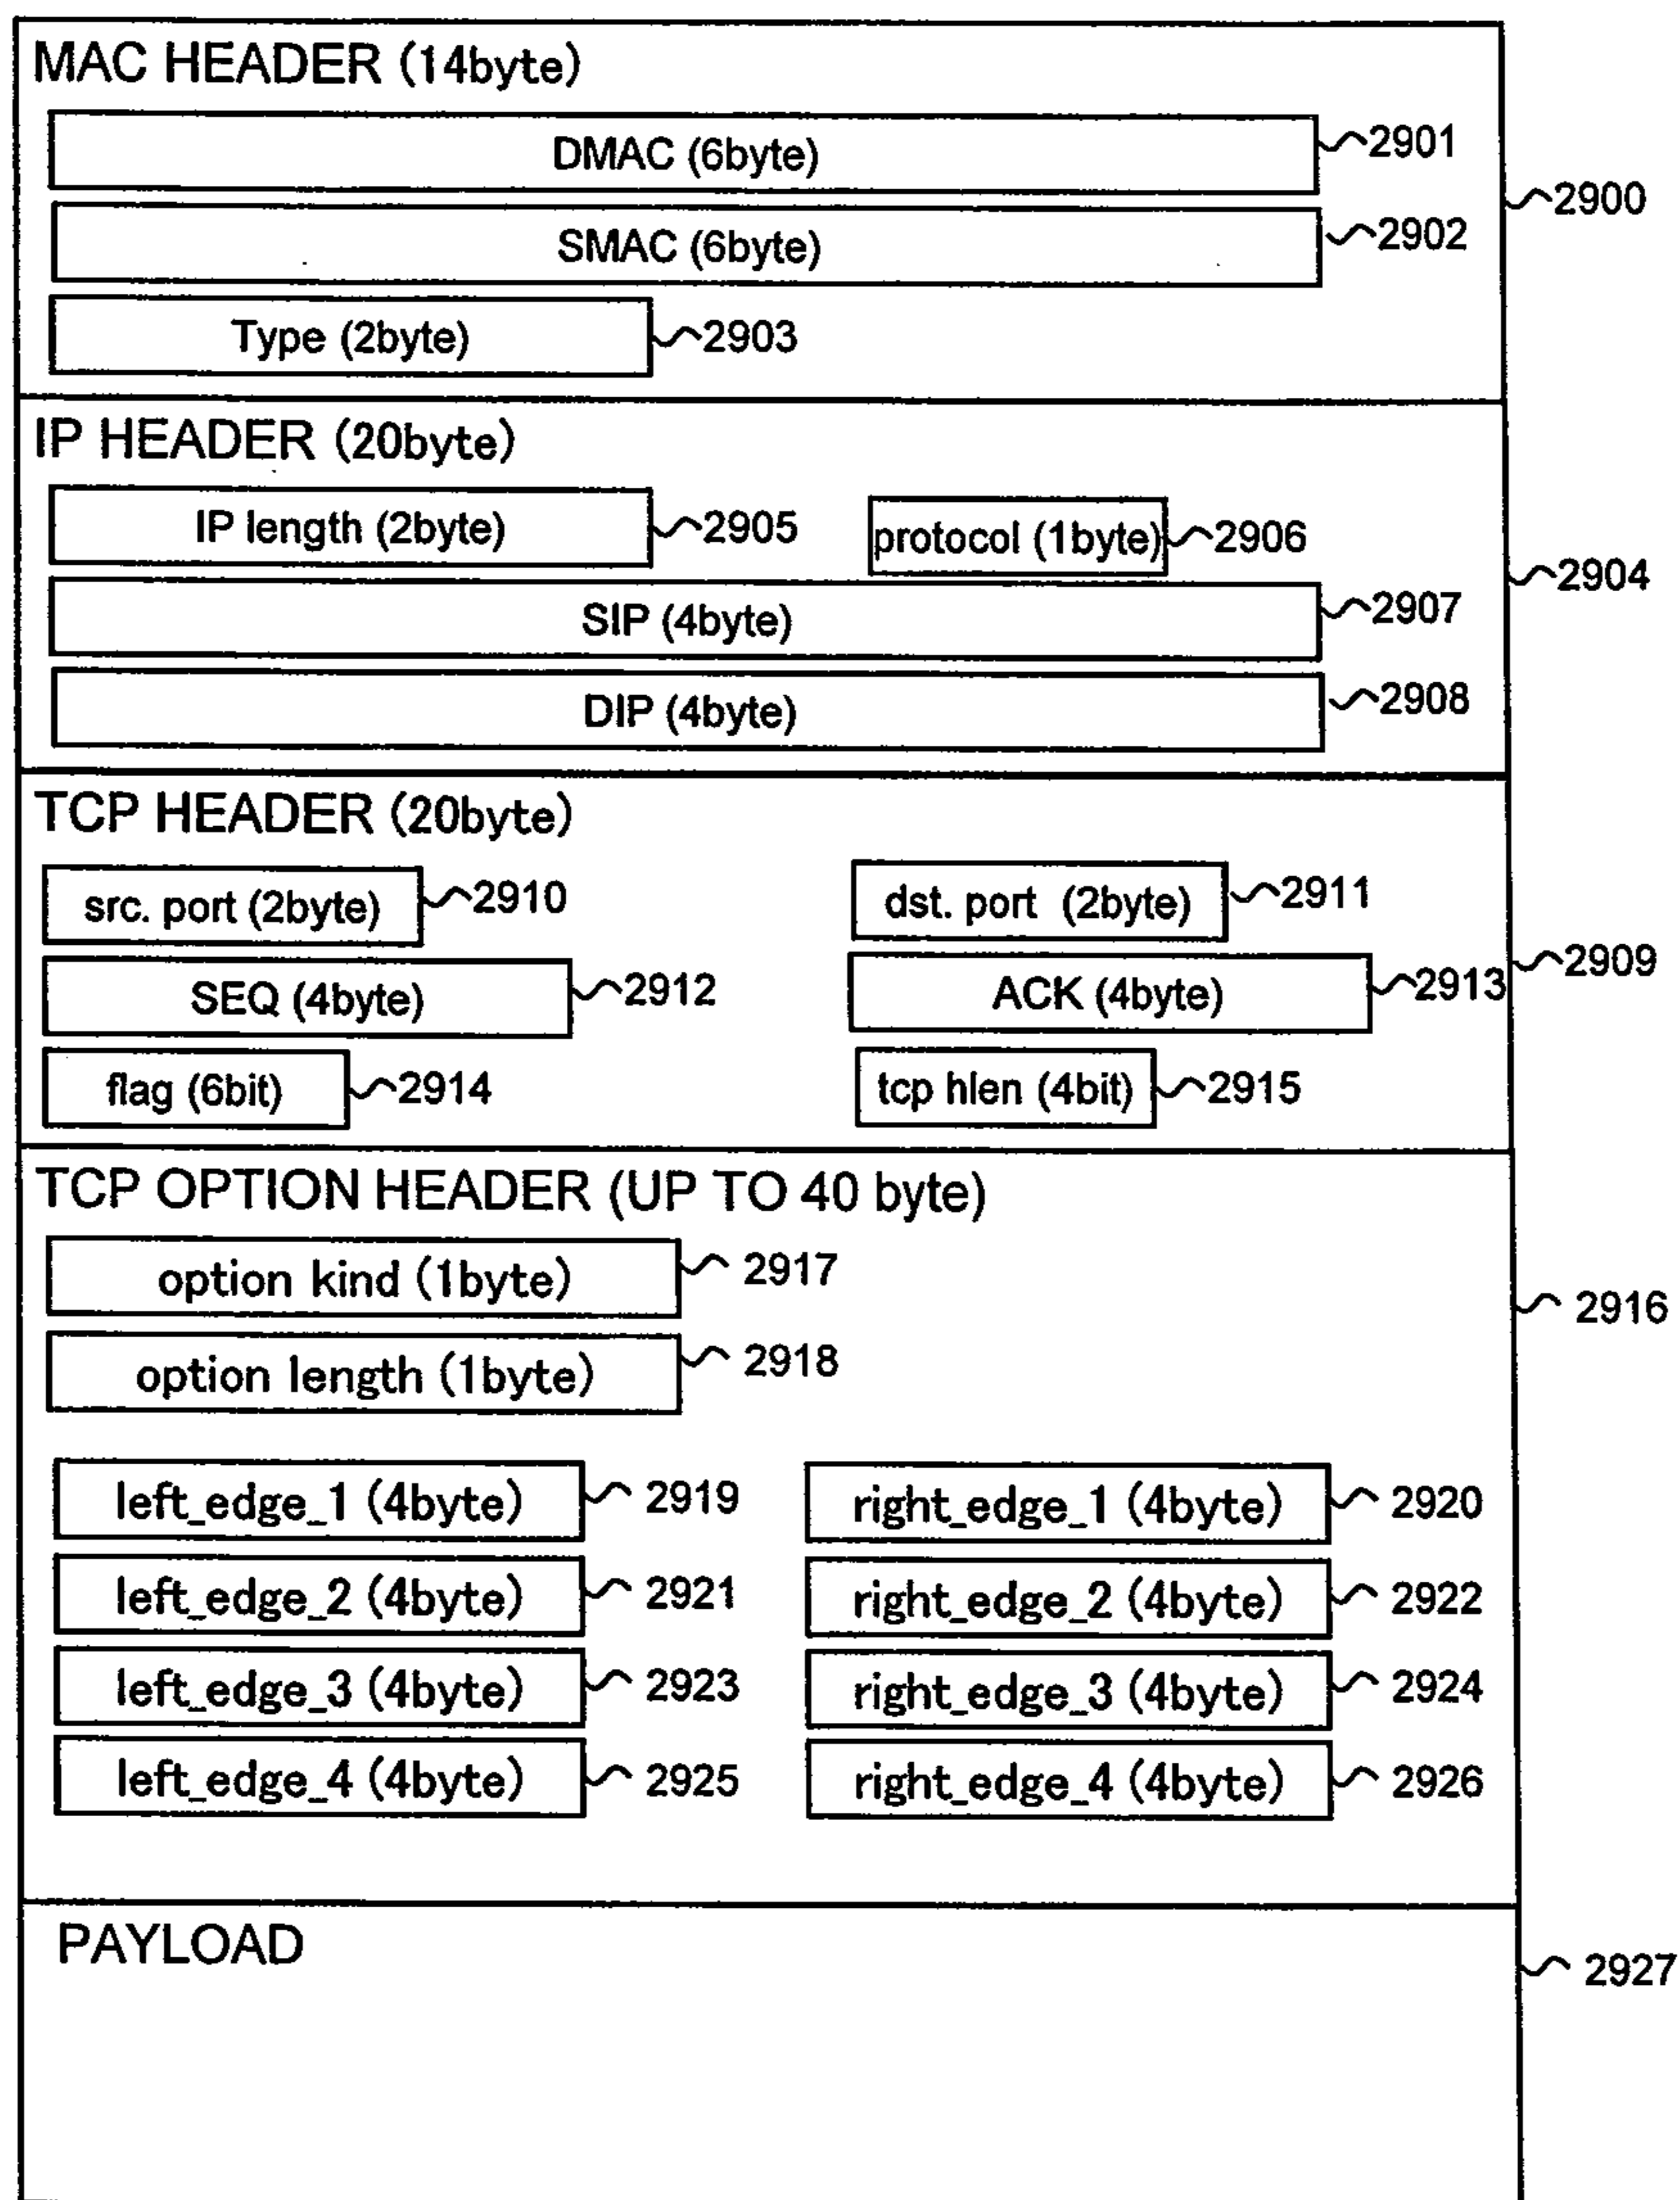 MAC HEADER (14byte)
DMAC (6byte) 2901
2900
SMAC (6byte) 2902
Type (2byte) 2903
IP HEADER (20byte)
IP length (2byte) 2905 protocol (1byte) 2906
2904
SIP (4byte) 2907
DIP (4byte) 2908
TCP HEADER (20byte)
src. port (2byte) 2910 dst. port (2byte) 2911
2909
SEQ (4byte) 2912 ACK (4byte) 2913
flag (6bit) 2914 tcp hlen (4bit) 2915
TCP OPTION HEADER (UP TO 40 byte)
option kind (1byte) 2917
2916
option length (1byte) 2918
left_edge_1 (4byte) 2919 right_edge_1 (4byte) 2920
left_edge_2 (4byte) 2921 right_edge_2 (4byte) 2922
left_edge_3 (4byte) 2923 right_edge_3 (4byte) 2924
left_edge_4 (4byte) 2925 right_edge_4 (4byte) 2926
PAYLOAD
2927